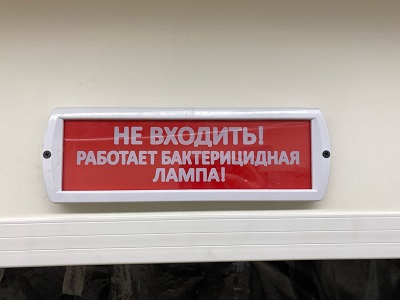 НЕ ВХОДИТЬ!
РАБОТАЕТ БАКТЕРИЦИДНАЯ
ЛАМПА!